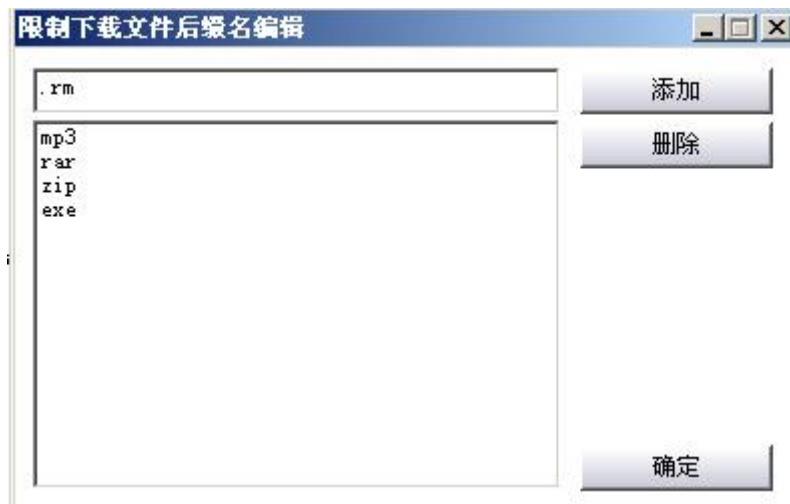 限制下载文件后缀名编辑
.rm
添加
mp3
rar
zip
exe
删除
确定